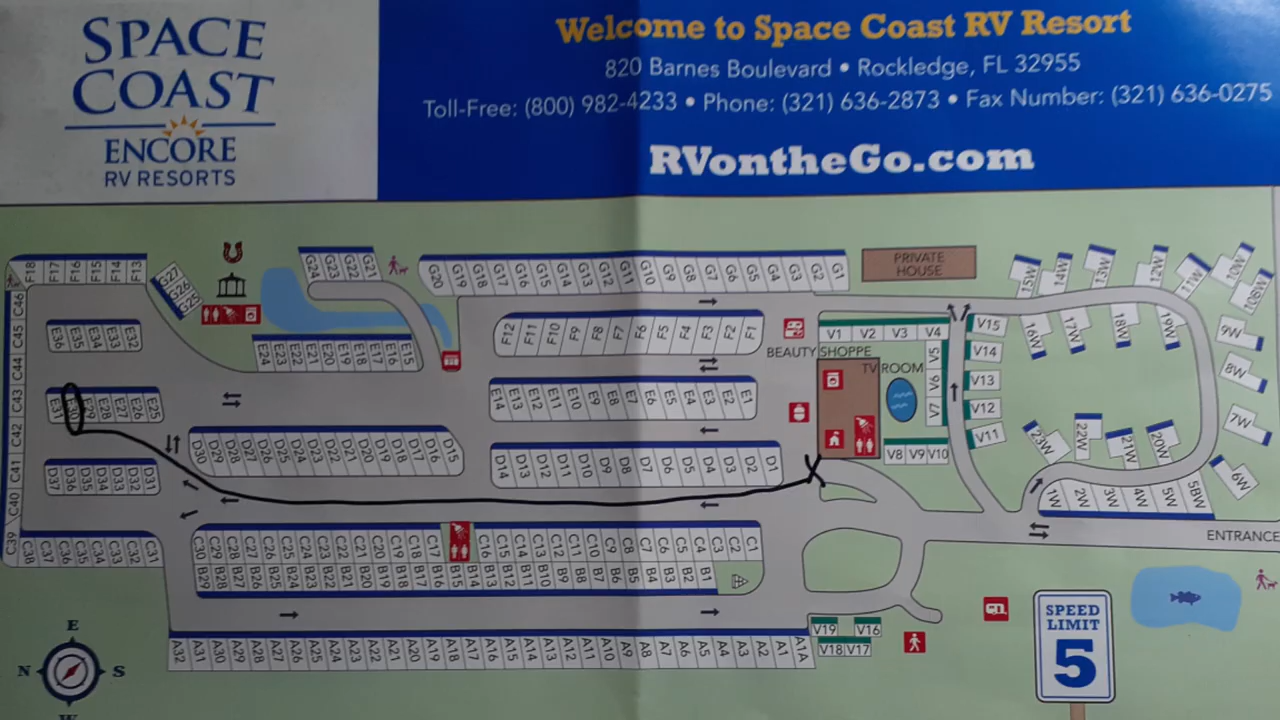 SPACE
COAST
ENCORE
RV RESORTS
Welcome to Space Coast RV Resort
820 Barnes Boulevard • Rockledge, FL 32955
Toll-Free: (800) 982-4233 • Phone: (321) 636-2873 • Fax Number: (321) 636-0275
RVontheGo.com
F18 F17 F16 F15 F14 F13
G27 G26 G25
G24 G23 G22 G21
G20 G19 G18 G17 G16 G15 G14 G13 G12 G11 G10 G9 G8 G7 G6 G5 G4 G3 G2 G1
PRIVATE
HOUSE
15W 14W 13W 12W 11W 10W 10BW
C46 C45 C44 C43 C42 C41 C40 C39
E36 E35 E34 E33 E32
E24 E23 E22 E21 E20 E19 E18 E17 E16 E15
F12 F11 F10 F9 F8 F7 F6 F5 F4 F3 F2 F1
V1 V2 V3 V4
V5 V6 V7
V15
V14
V13
V12
V11
16W 17W 18W 19W
9W
8W
7W
6W
BEAUTY SHOPPE
TV ROOM
E31 E30 E29 E28 E27 E26 E25
E14 E13 E12 E11 E10 E9 E8 E7 E6 E5 E4 E3 E2 E1
V8 V9 V10
23W 22W 21W 20W
D30 D29 D28 D27 D26 D25 D24 D23 D22 D21 D20 D19 D18 D17 D16 D15
D14 D13 D12 D11 D10 D9 D8 D7 D6 D5 D4 D3 D2 D1
D37 D36 D35 D34 D33 D32 D31
1W 2W 3W 4W 5W 5BW
ENTRANCE
C38 C37 C36 C35 C34 C33 C32 C31
C30 C29 C28 C27 C26 C25 C24 C23 C22 C21 C20 C19 C18 C17 C16 C15 C14 C13 C12 C11 C10 C9 C8 C7 C6 C5 C4 C3 C2 C1
B29 B28 B27 B26 B25 B24 B23 B22 B21 B20 B19 B18 B17 B16 B15 B14 B13 B12 B11 B10 B9 B8 B7 B6 B5 B4 B3 B2 B1
A32 A31 A30 A29 A28 A27 A26 A25 A24 A23 A22 A21 A20 A19 A18 A17 A16 A15 A14 A13 A12 A11 A10 A9 A8 A7 A6 A5 A4 A3 A2 A1 A1A
V19 V16
V18 V17
SPEED
LIMIT
5
E
N S
W